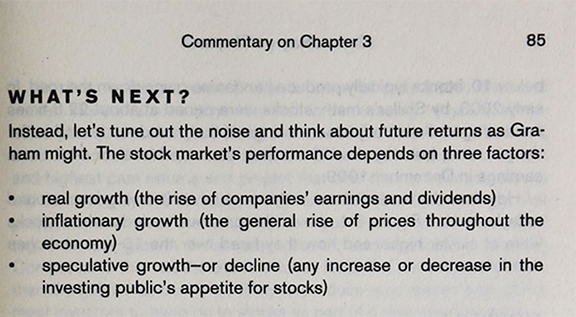 Commentary on Chapter 3 85
WHAT'S NEXT?
Instead, let's tune out the noise and think about future returns as Gra-
ham might. The stock market's performance depends on three factors:
• real growth (the rise of companies' earnings and dividends)
• inflationary growth (the general rise of prices throughout the
economy)
• speculative growth—or decline (any increase or decrease in the
investing public's appetite for stocks)